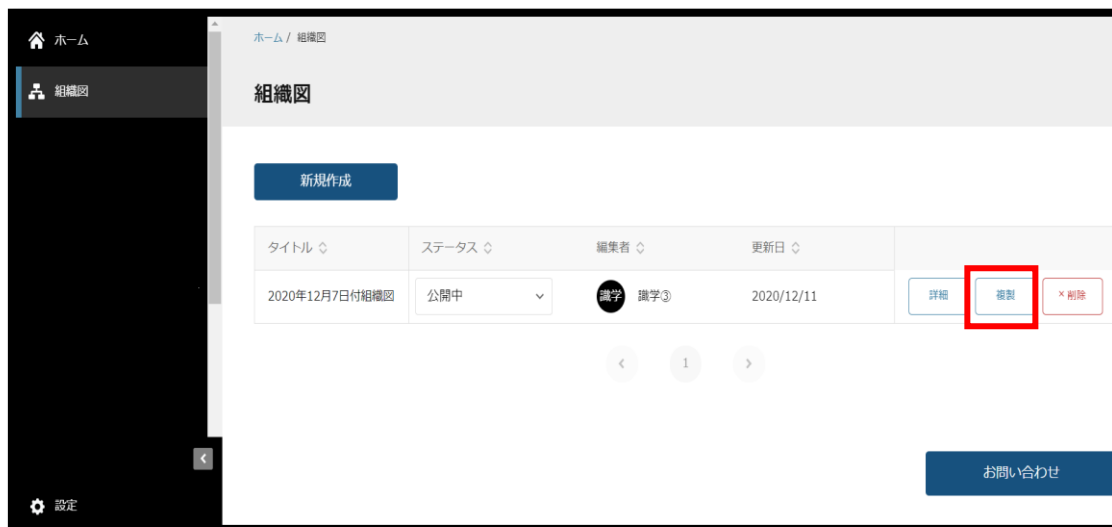 ホーム
組織図
ホーム / 組織図
組織図
新規作成
タイトル ステータス 編集者 更新日
2020年12月7日付組織図 公開中 識学 識学③ 2020/12/11 詳細 複製 × 削除
1
お問い合わせ
設定